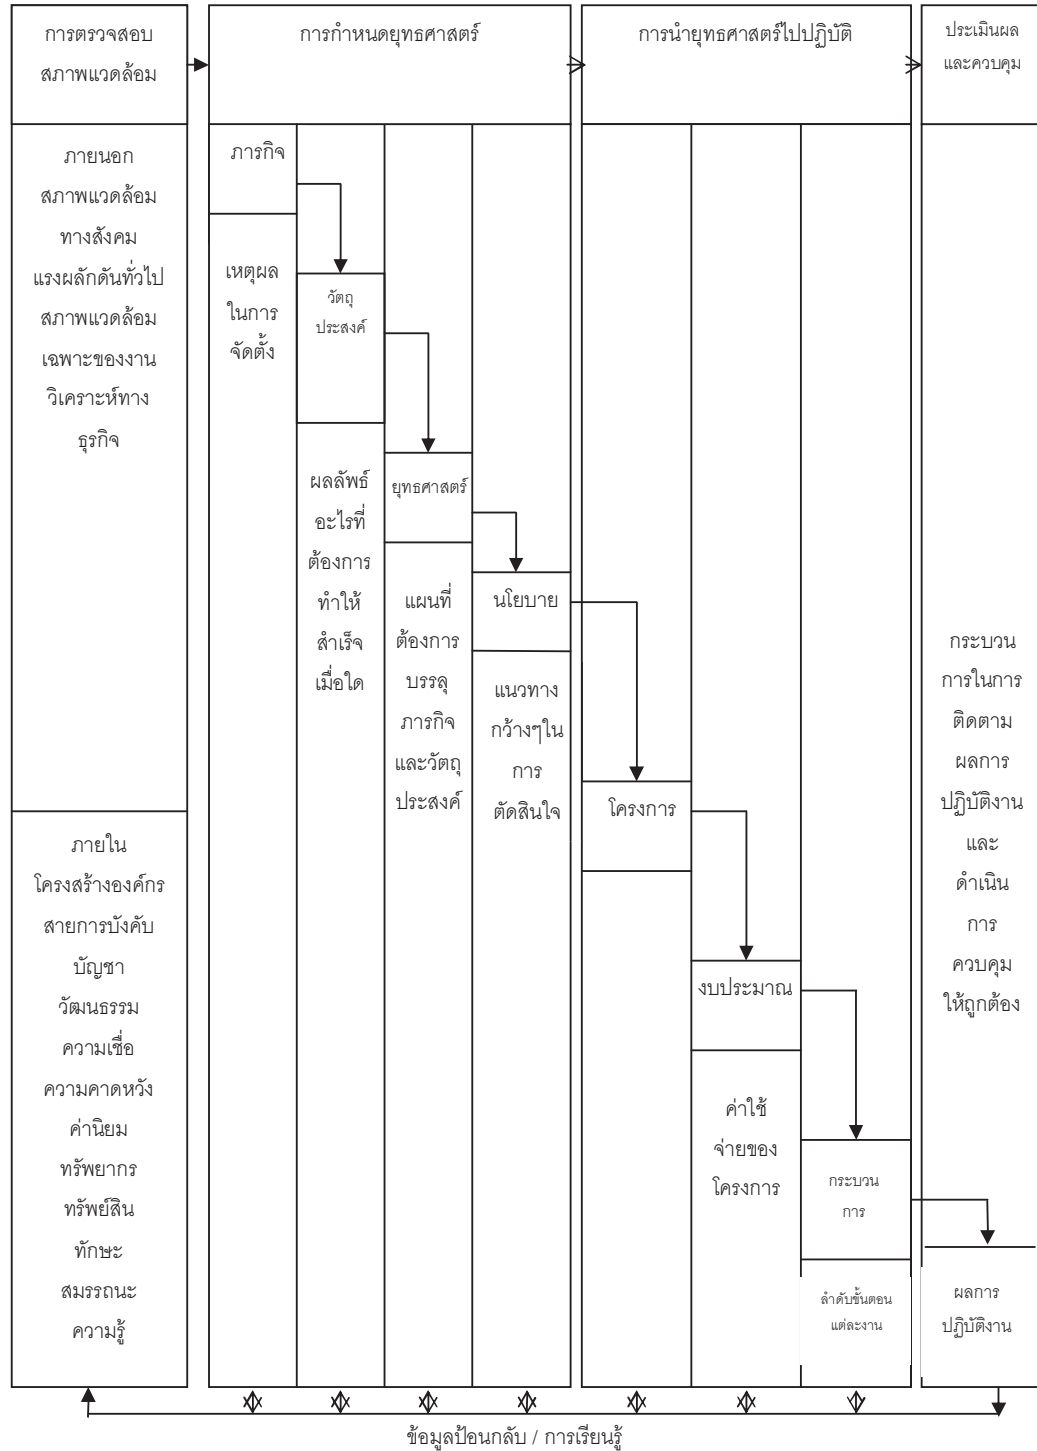 การตรวจสอบ
สภาพแวดล้อม
การกำหนดยุทธศาสตร์
การนำยุทธศาสตร์ไปปฏิบัติ
ประเมินผล
และควบคุม
ภายนอก
สภาพแวดล้อม
ทางสังคม
แรงผลักดันทั่วไป
สภาพแวดล้อม
เฉพาะของงาน
วิเคราะห์ทาง
ธุรกิจ
ภายใน
โครงสร้างองค์กร
สายการบังคับ
บัญชา
วัฒนธรรม
ความเชื่อ
ความคาดหวัง
ค่านิยม
ทรัพยากร
ทรัพย์สิน
ทักษะ
สมรรถนะ
ความรู้
ภารกิจ
เหตุผล
ในการ
จัดตั้ง
วัตถุ
ประสงค์
ผลลัพธ์
อะไรที่
ต้องการ
ทำให้
สำเร็จ
เมื่อใด
ยุทธศาสตร์
แผนที่
ต้องการ
บรรลุ
ภารกิจ
และวัตถุ
ประสงค์
นโยบาย
แนวทาง
กว้างๆใน
การ
ตัดสินใจ
โครงการ
งบประมาณ
ค่าใช้
จ่ายของ
โครงการ
กระบวน
การ
ลำดับขั้นตอน
แต่ละงาน
กระบวน
การในการ
ติดตาม
ผลการ
ปฏิบัติงาน
และ
ดำเนิน
การ
ควบคุม
ให้ถูกต้อง
ผลการ
ปฏิบัติงาน
ข้อมูลป้อนกลับ / การเรียนรู้